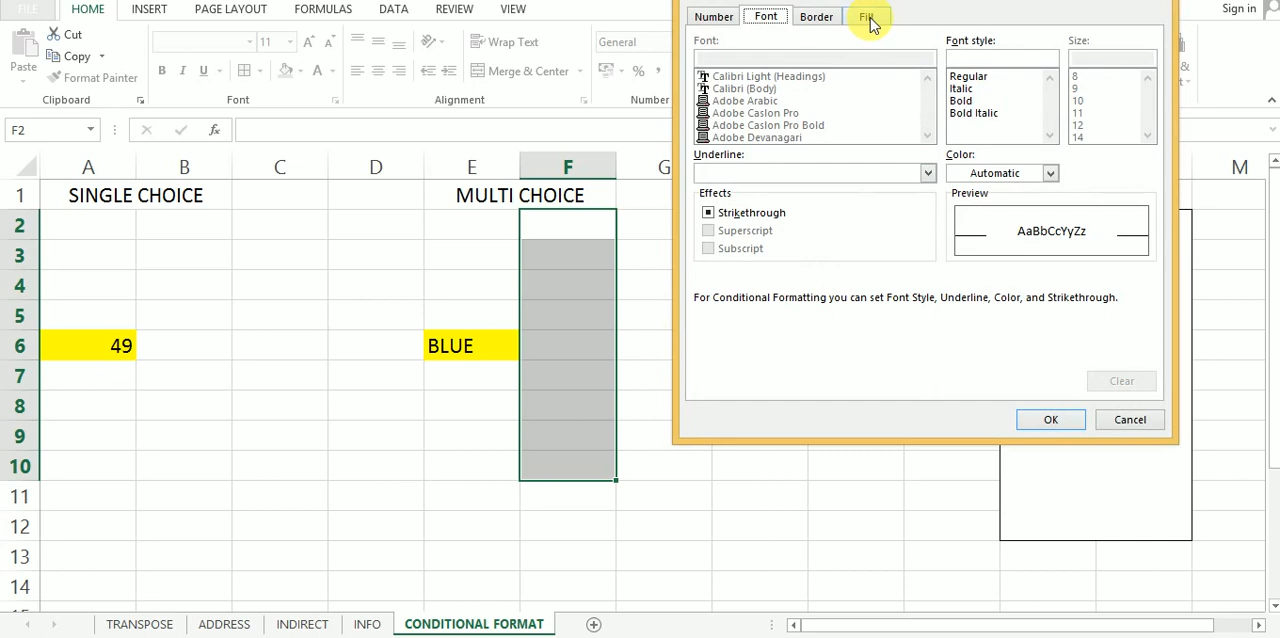 FILE HOME INSERT PAGE LAYOUT FORMULAS DATA REVIEW VIEW Sign in
Cut
Copy
Format Painter
Paste
Clipboard
11 A A
B I U A
Font
Wrap Text
Merge & Center
Alignment
General
% ,
Number
&
F2 fx
A B C D E F G M
1 SINGLE CHOICE MULTI CHOICE
2
3
4
5
6 49 BLUE
7
8
9
10
11
12
13
14
Number Font Border Fill
Font: Font style: Size:
Calibri Light (Headings) Regular 8
Calibri (Body) Italic 9
Adobe Arabic Bold 10
Adobe Caslon Pro Bold Italic 11
Adobe Caslon Pro Bold 12
Adobe Devanagari 14
Underline: Color:
Automatic
Effects Preview
Strikethrough
Superscript AaBbCcYyZz
Subscript
For Conditional Formatting you can set Font Style, Underline, Color, and Strikethrough.
Clear
OK Cancel
TRANSPOSE ADDRESS INDIRECT INFO CONDITIONAL FORMAT